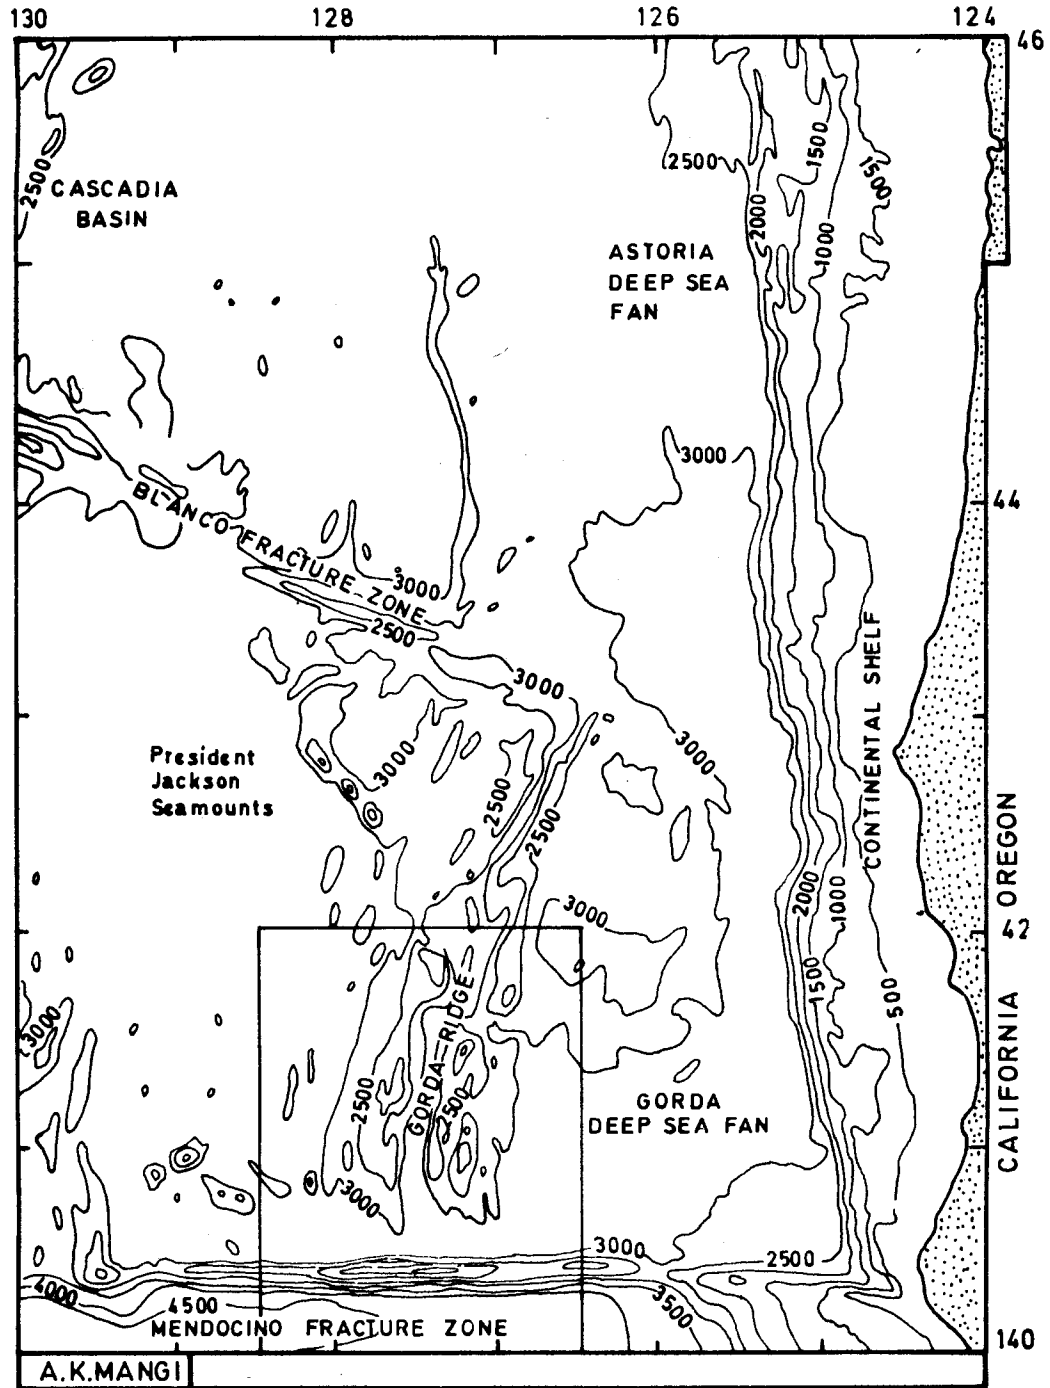 130 128 126 124
46
2500
1500
1500
2500
CASCADIA
BASIN
2000
1000
ASTORIA
DEEP SEA
FAN
3000
44
BLANCO FRACTURE ZONE
3000
2500
3000
CONTINENTAL SHELF
3000
3000
President
Jackson
Seamounts
2500
2500
OREGON
2000
1000
3000
42
1500
500
GORDA-RIDGE
3000
CALIFORNIA
2500
2500
GORDA
DEEP SEA FAN
3000
3000
2500
4000
4500
3500
MENDOCINO FRACTURE ZONE
140
A.K.MANGI